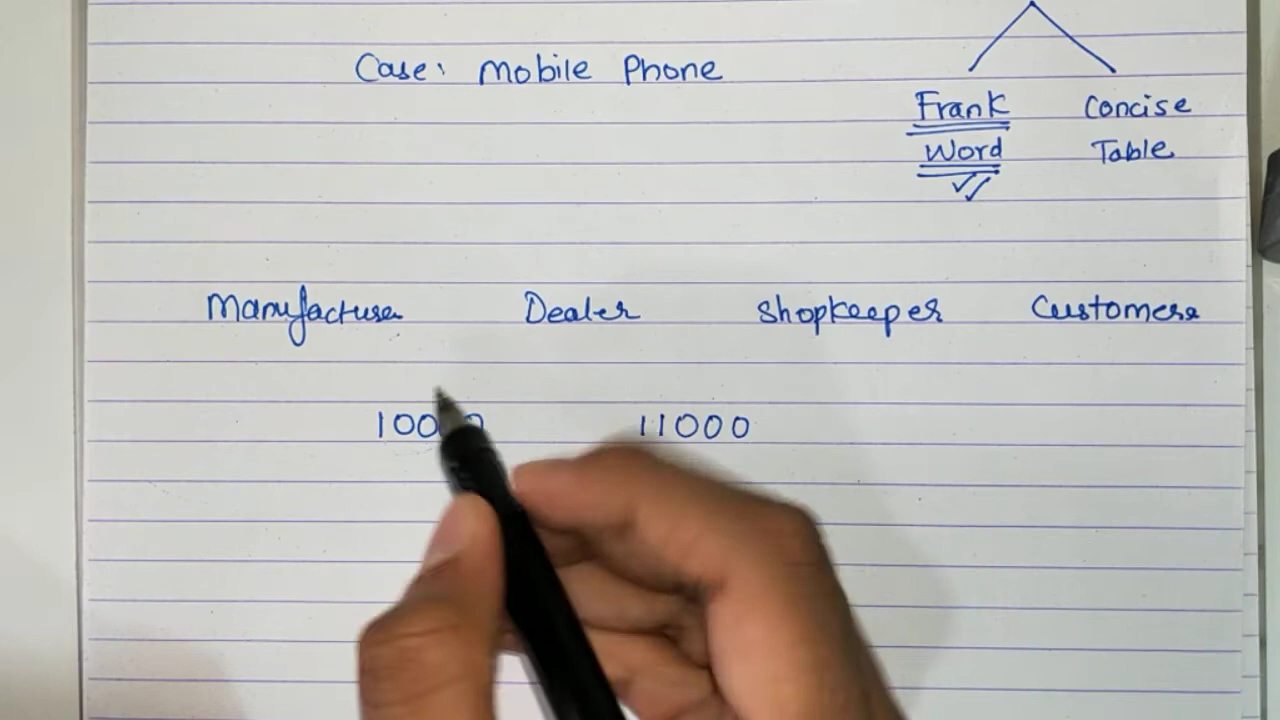 Case: Mobile Phone
Frank Concise
Word Table
Manufacturer Dealer Shopkeeper Customers
11000